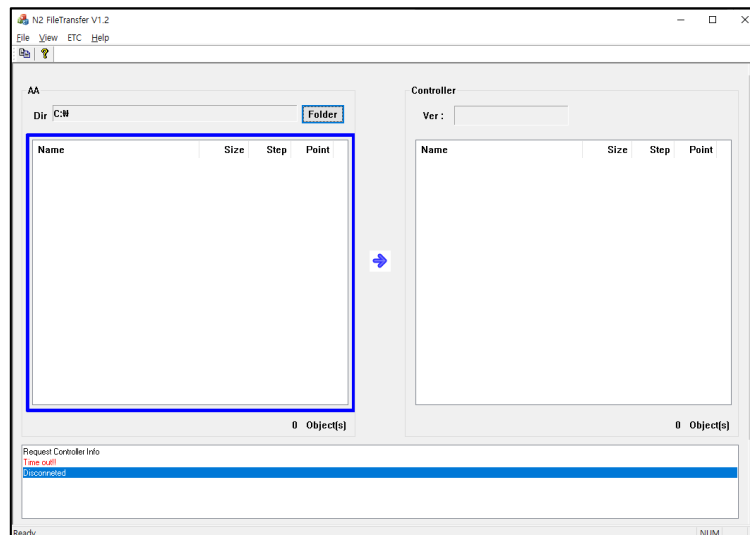 N2 FileTransfer V1.2
File View ETC Help
AA
Dir C:₩ Folder
Name Size Step Point
0 Object(s)
Controller
Ver :
Name Size Step Point
0 Object(s)
Request Controller Info
Time out!!
Disconneted
Ready NUM